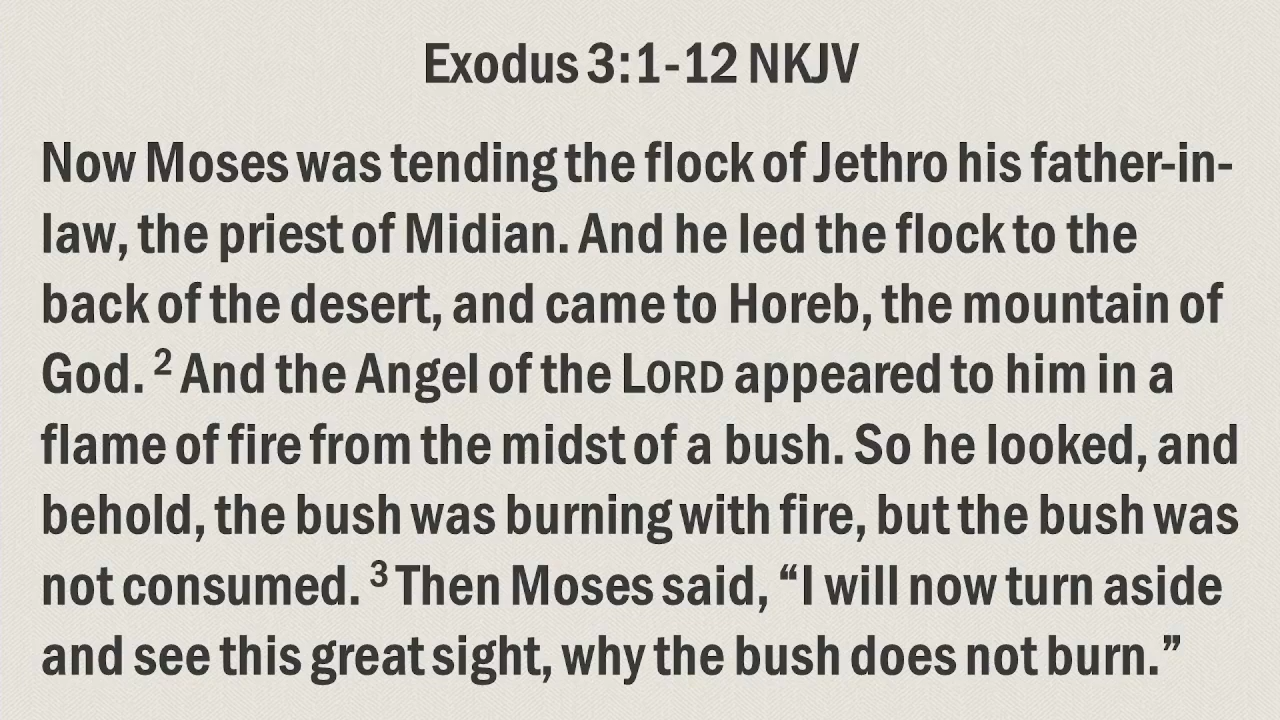 Exodus 3:1-12 NKJV
Now Moses was tending the flock of Jethro his father-in-
law, the priest of Midian. And he led the flock to the
back of the desert, and came to Horeb, the mountain of
God. ² And the Angel of the LORD appeared to him in a
flame of fire from the midst of a bush. So he looked, and
behold, the bush was burning with fire, but the bush was
not consumed. ³ Then Moses said, “I will now turn aside
and see this great sight, why the bush does not burn.”